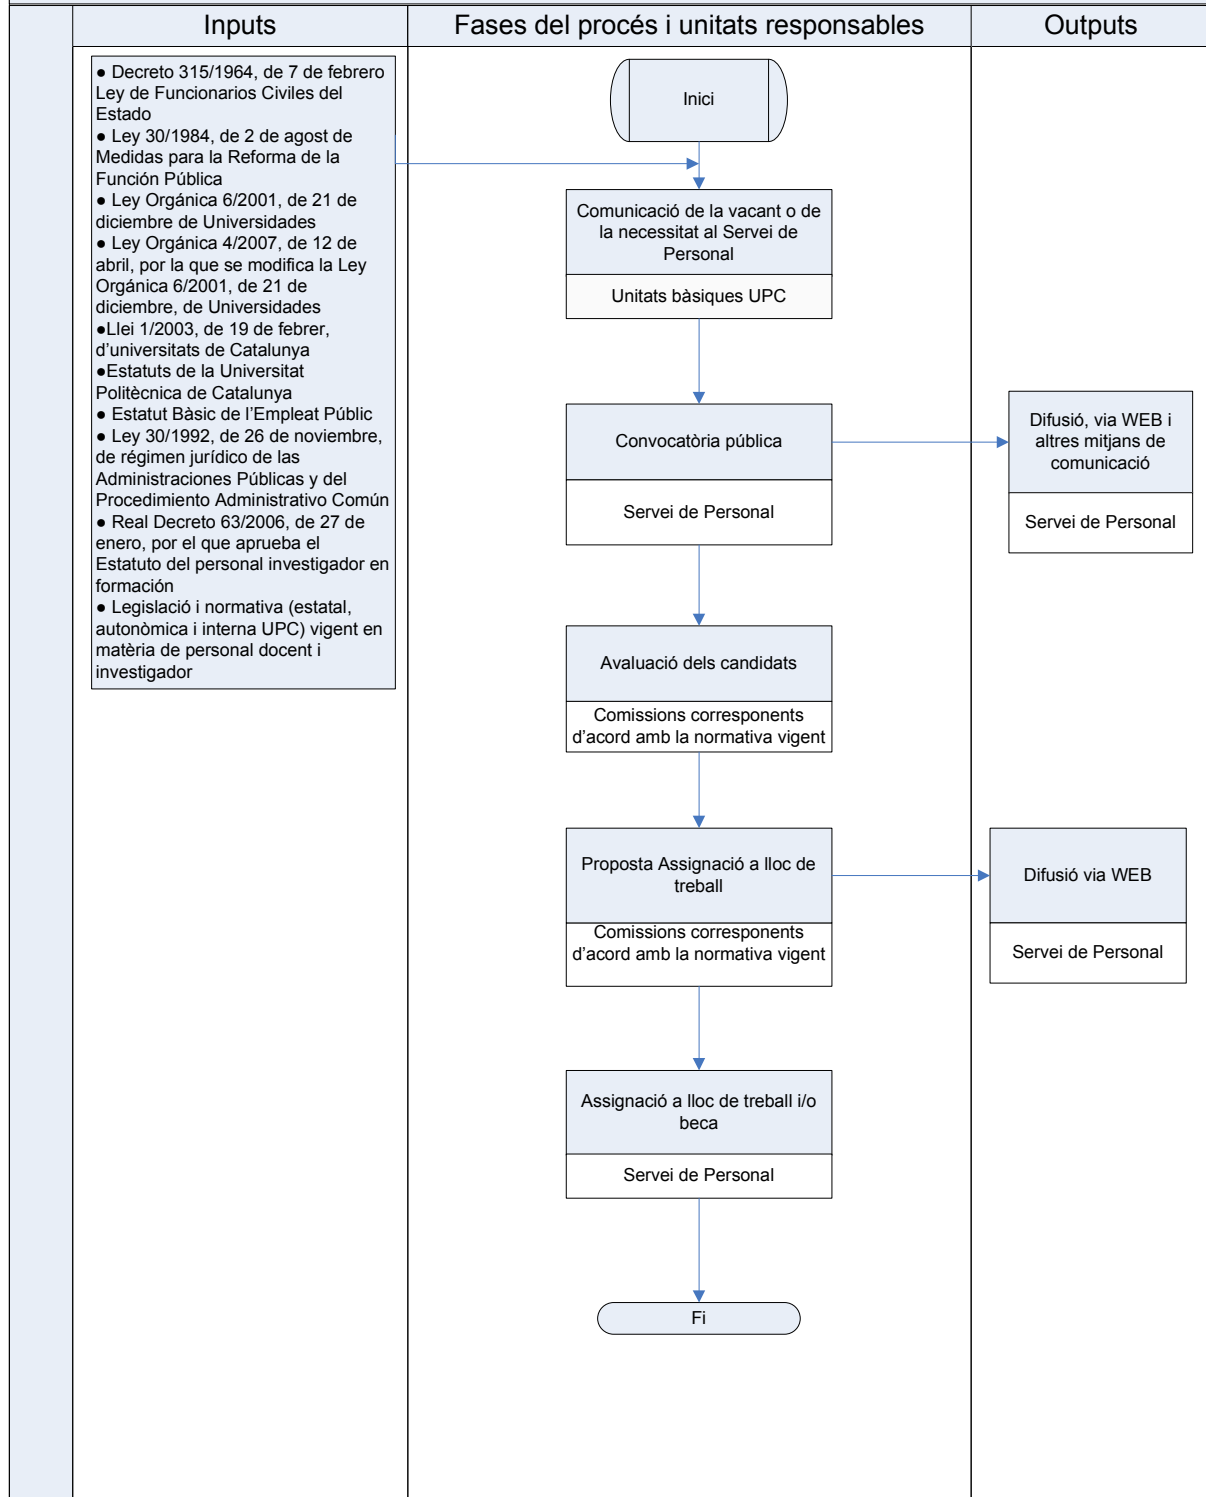 Inputs
Fases del procés i unitats responsables
Outputs
● Decreto 315/1964, de 7 de febrero
Ley de Funcionarios Civiles del
Estado
● Ley 30/1984, de 2 de agost de
Medidas para la Reforma de la
Función Pública
● Ley Orgánica 6/2001, de 21 de
diciembre de Universidades
● Ley Orgánica 4/2007, de 12 de
abril, por la que se modifica la Ley
Orgánica 6/2001, de 21 de
diciembre, de Universidades
●Llei 1/2003, de 19 de febrer,
d’universitats de Catalunya
●Estatuts de la Universitat
Politècnica de Catalunya
● Estatut Bàsic de l’Empleat Públic
● Ley 30/1992, de 26 de noviembre,
de régimen jurídico de las
Administraciones Públicas y del
Procedimiento Administrativo Común
● Real Decreto 63/2006, de 27 de
enero, por el que aprueba el
Estatuto del personal investigador en
formación
● Legislació i normativa (estatal,
autonòmica i interna UPC) vigent en
matèria de personal docent i
investigador
Inici
Comunicació de la vacant o de
la necessitat al Servei de
Personal
Unitats bàsiques UPC
Convocatòria pública
Servei de Personal
Difusió, via WEB i
altres mitjans de
comunicació
Servei de Personal
Avaluació dels candidats
Comissions corresponents
d’acord amb la normativa vigent
Proposta Assignació a lloc de
treball
Comissions corresponents
d’acord amb la normativa vigent
Difusió via WEB
Servei de Personal
Assignació a lloc de treball i/o
beca
Servei de Personal
Fi